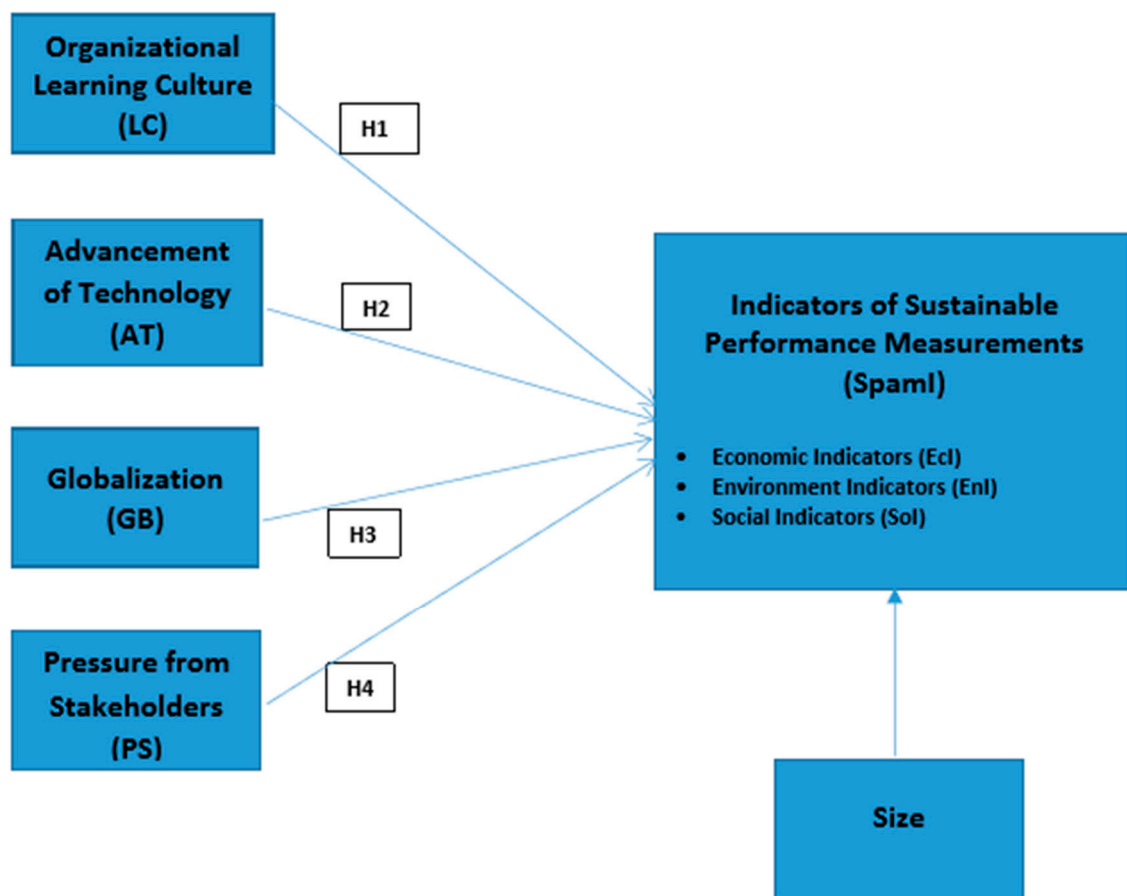 Organizational
Learning Culture
(LC)
H1
Advancement
of Technology
(AT)
H2
Globalization
(GB)
H3
Pressure from
Stakeholders
(PS)
H4
Indicators of Sustainable
Performance Measurements
(SpamI)
• Economic Indicators (EcI)
• Environment Indicators (EnI)
• Social Indicators (SoI)
Size